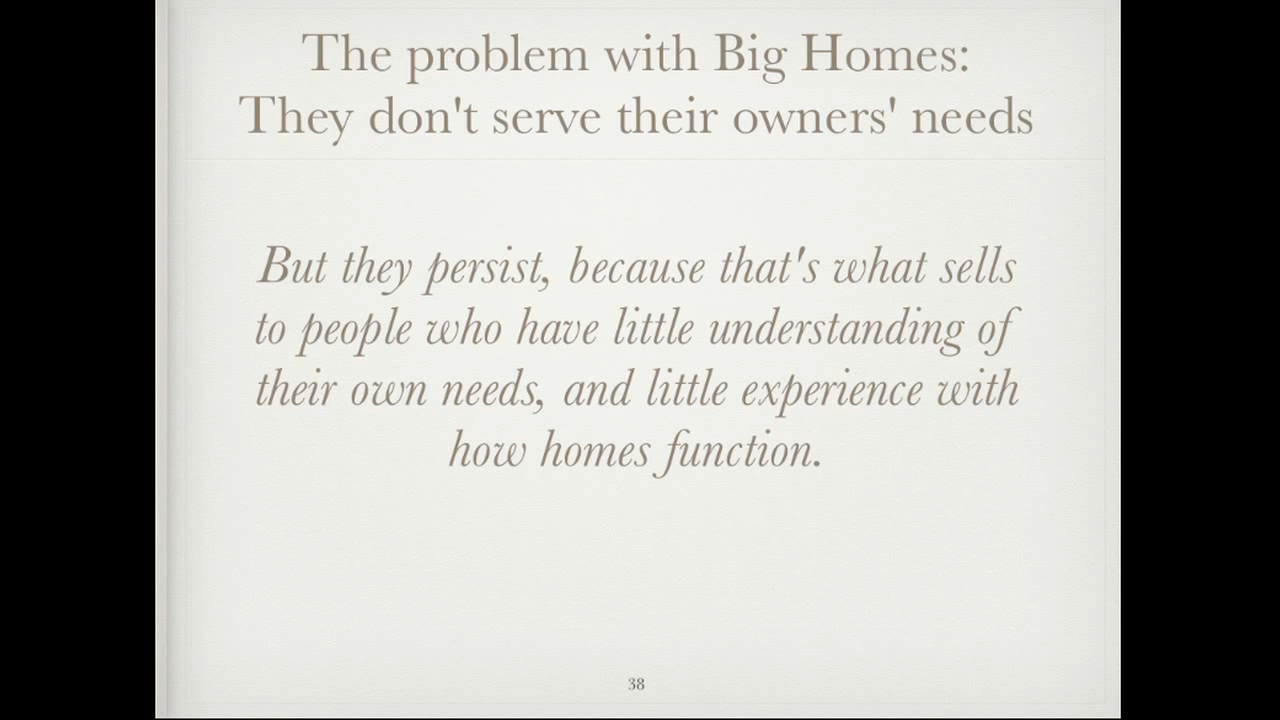 The problem with Big Homes:
They don't serve their owners' needs
But they persist, because that's what sells
to people who have little understanding of
their own needs, and little experience with
how homes function.
38